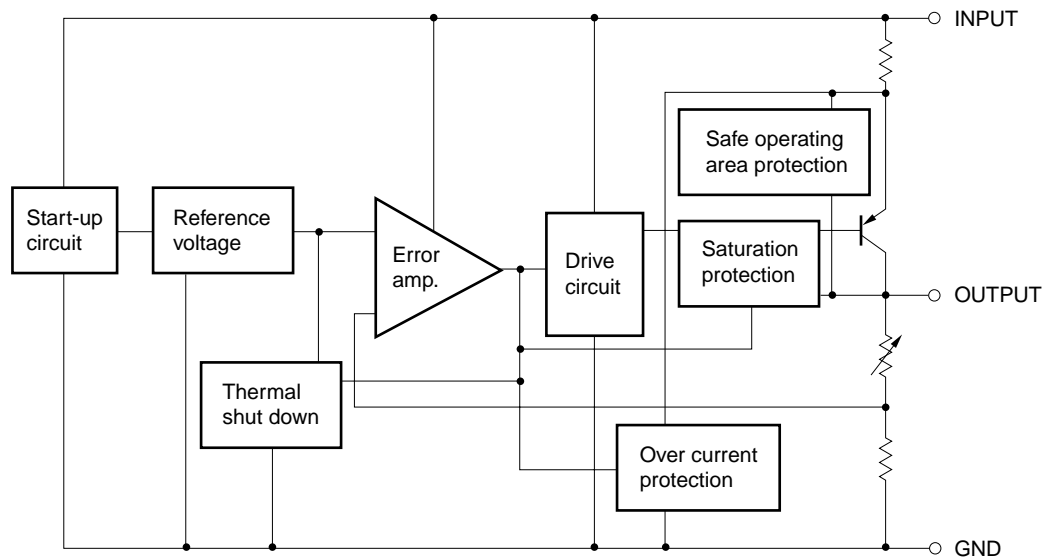 INPUT
Safe operating
area protection
Start-up
circuit
Reference
voltage
Error
amp.
Drive
circuit
Saturation
protection
OUTPUT
Thermal
shut down
Over current
protection
GND